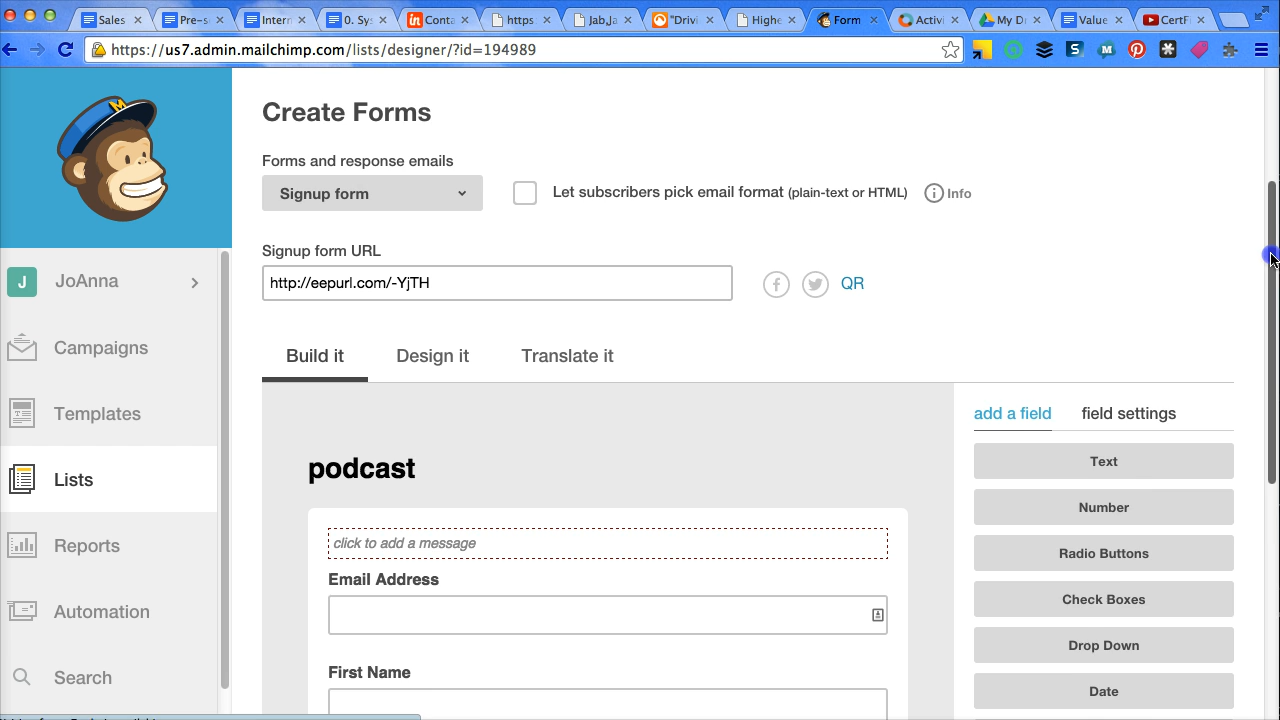 Sales
Pre-s
Intern
0. Sy
Conta
https
Jab,Ja
"Drivi
Highe
Form
Activi
My D
Value
CertF
https://us7.admin.mailchimp.com/lists/designer/?id=194989
Create Forms
Forms and response emails
Signup form
Let subscribers pick email format (plain-text or HTML)
Info
Signup form URL
http://eepurl.com/-YjTH
QR
J
JoAnna
Campaigns
Templates
Lists
Reports
Automation
Search
Build it
Design it
Translate it
podcast
click to add a message
Email Address
First Name
add a field
field settings
Text
Number
Radio Buttons
Check Boxes
Drop Down
Date